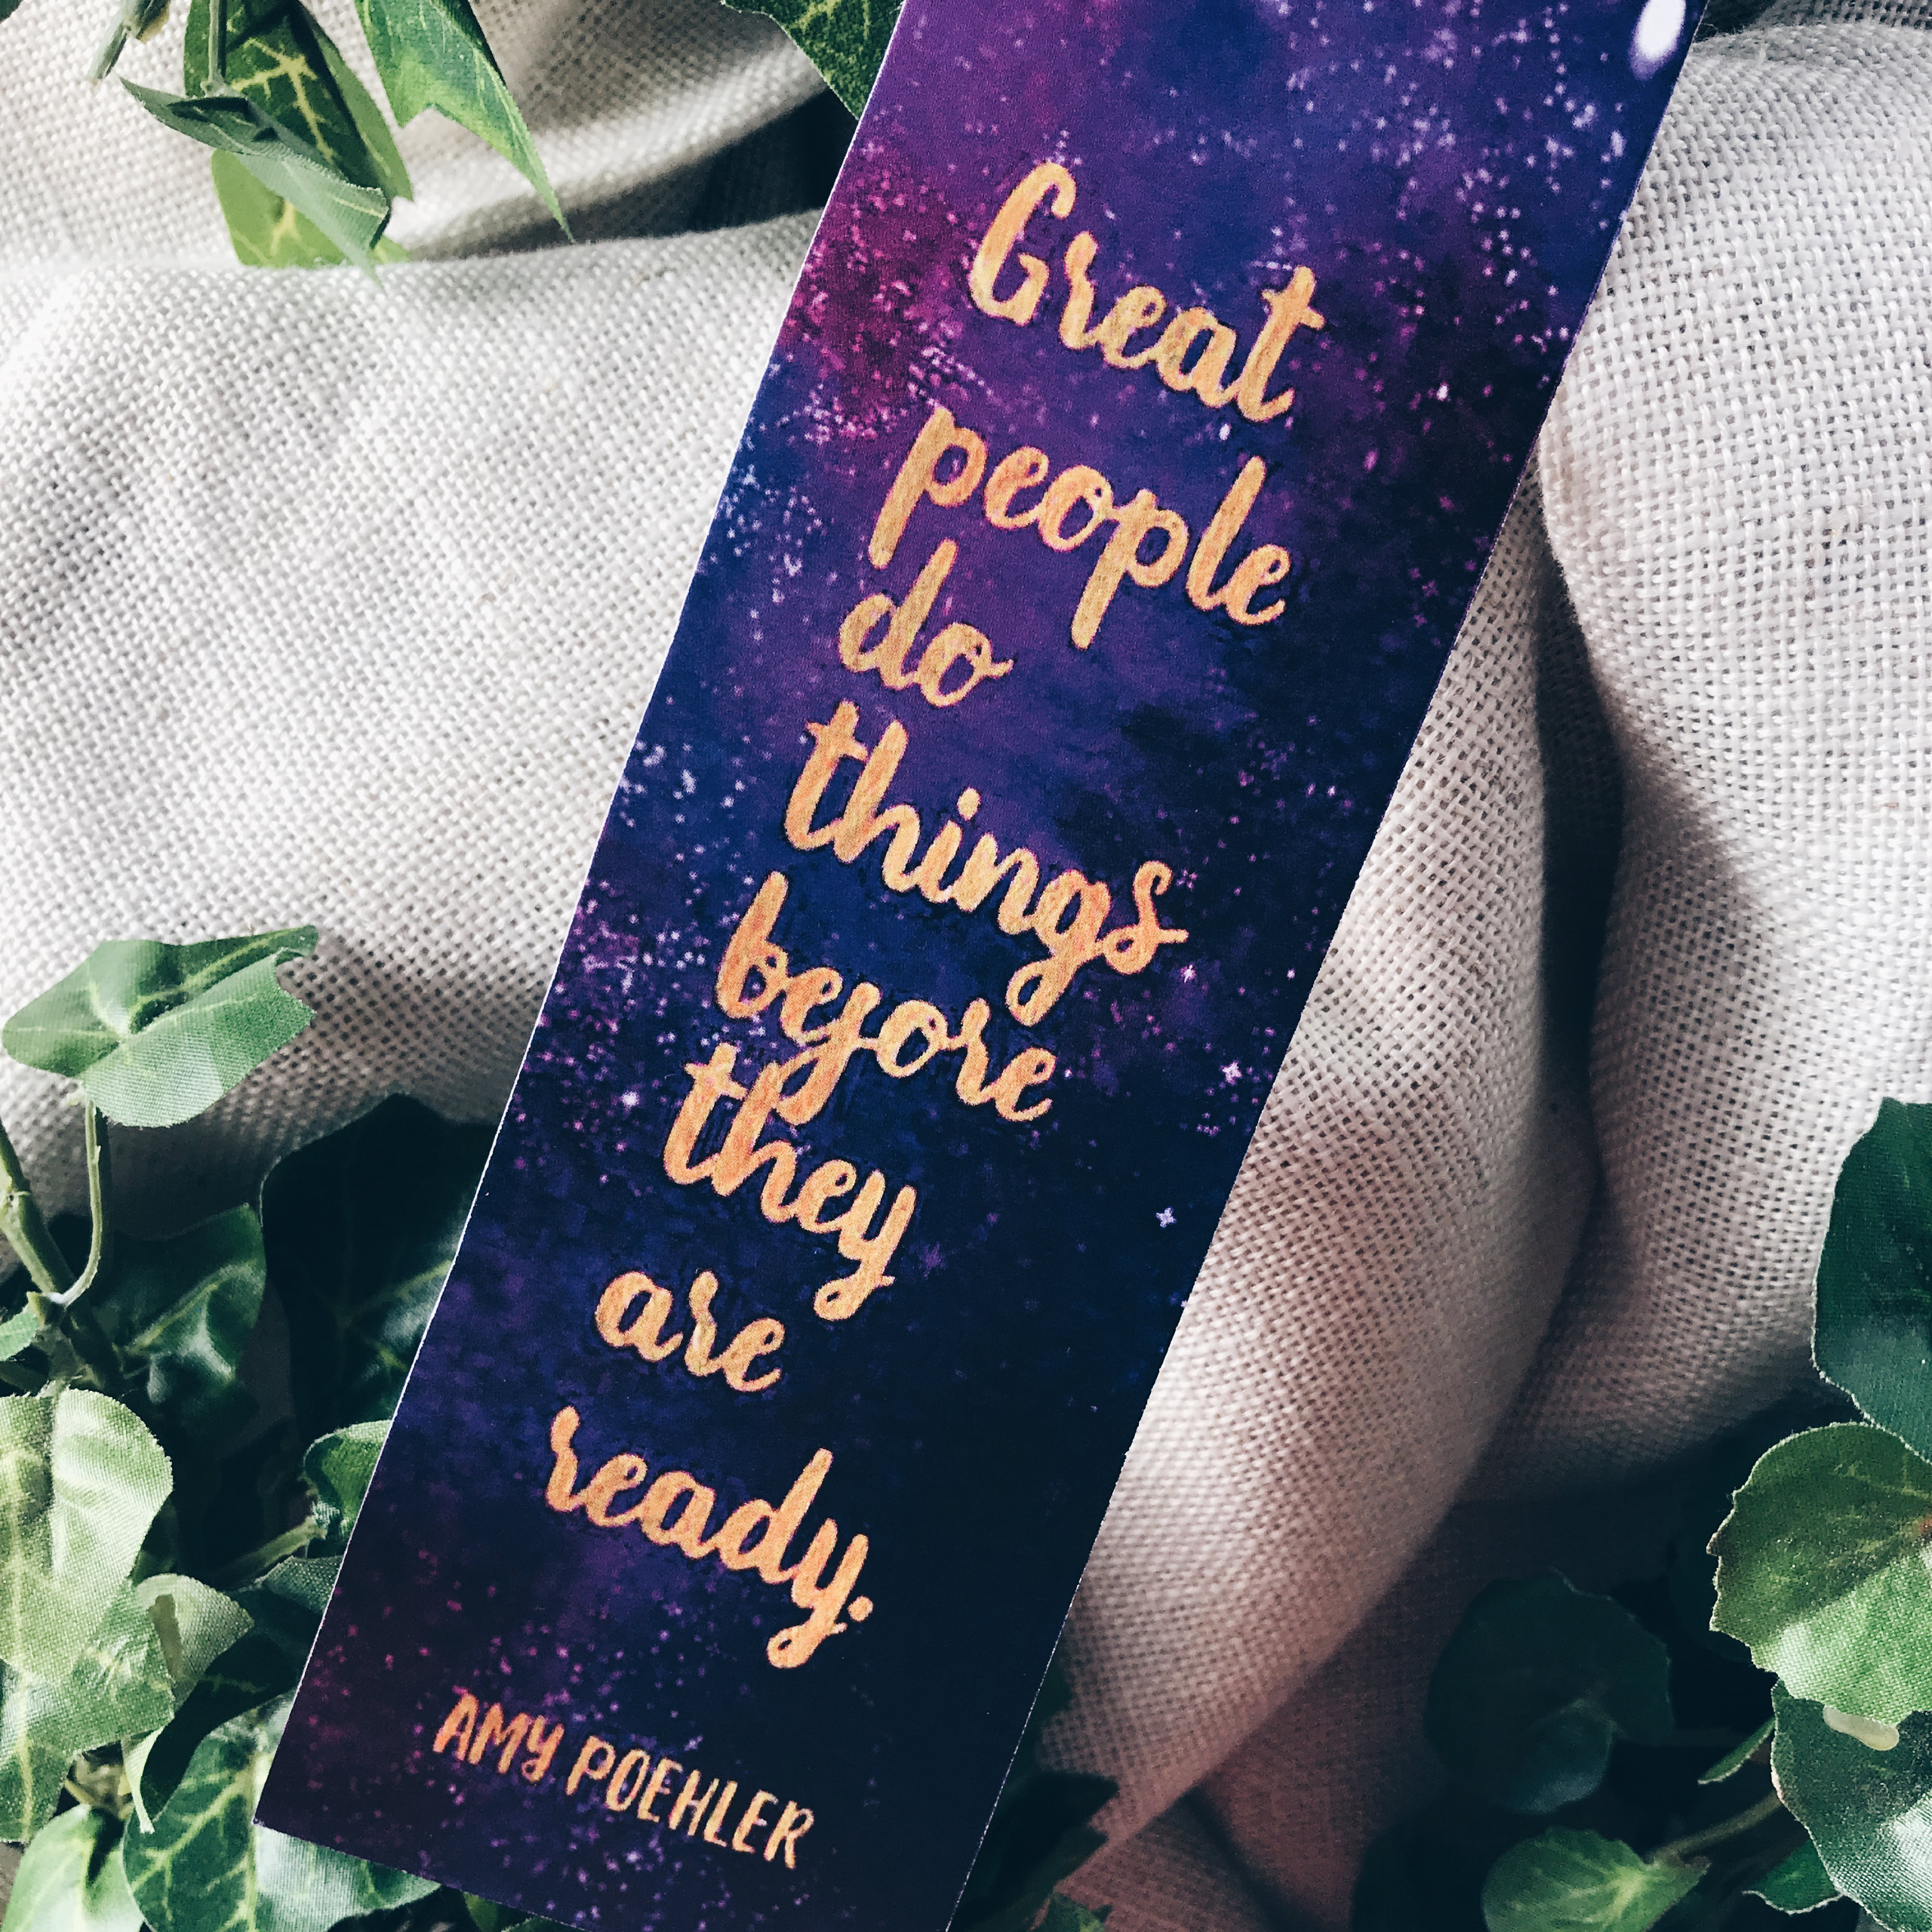 Great
people
do
things
before
they
are
ready.
AMY POEHLER